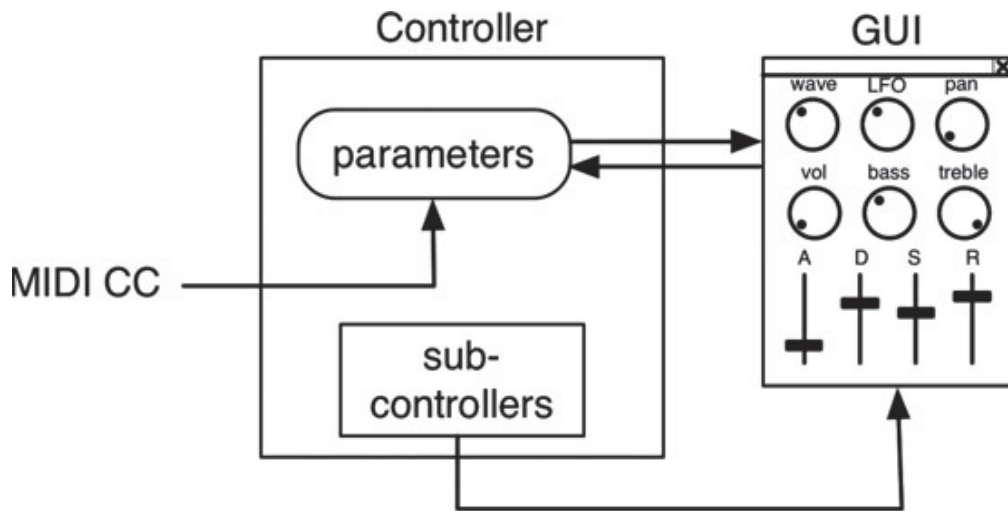 Controller
GUI
wave LFO pan
parameters
vol bass treble
A D S R
MIDI CC
sub-
controllers